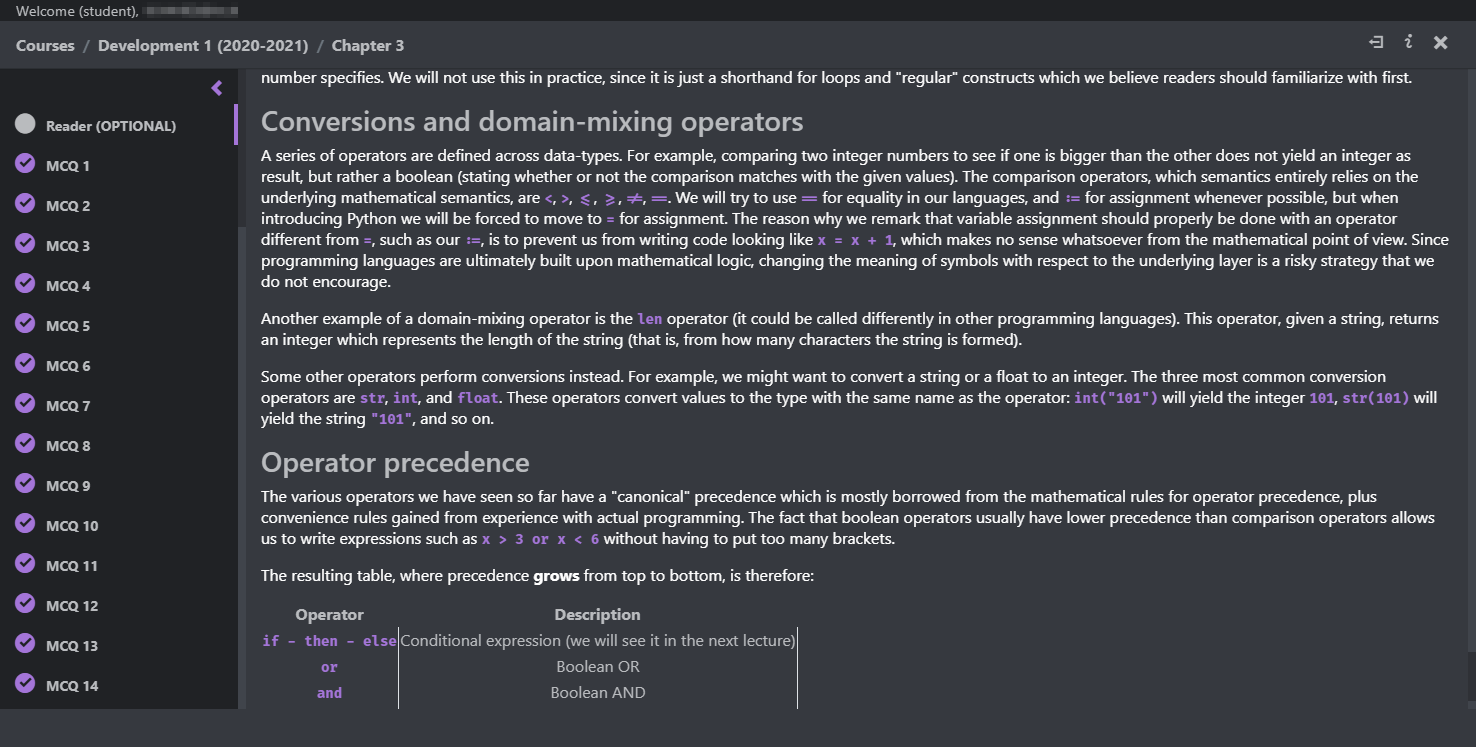 Welcome (student),
Courses / Development 1 (2020-2021) / Chapter 3
Reader (OPTIONAL)
MCQ 1
MCQ 2
MCQ 3
MCQ 4
MCQ 5
MCQ 6
MCQ 7
MCQ 8
MCQ 9
MCQ 10
MCQ 11
MCQ 12
MCQ 13
MCQ 14
number specifies. We will not use this in practice, since it is just a shorthand for loops and "regular" constructs which we believe readers should familiarize with first.
Conversions and domain-mixing operators
A series of operators are defined across data-types. For example, comparing two integer numbers to see if one is bigger than the other does not yield an integer as
result, but rather a boolean (stating whether or not the comparison matches with the given values). The comparison operators, which semantics entirely relies on the
underlying mathematical semantics, are <, >, ⩽, ⩾, ≠, ==. We will try to use == for equality in our languages, and := for assignment whenever possible, but when
introducing Python we will be forced to move to = for assignment. The reason why we remark that variable assignment should properly be done with an operator
different from =, such as our :=, is to prevent us from writing code looking like x = x + 1, which makes no sense whatsoever from the mathematical point of view. Since
programming languages are ultimately built upon mathematical logic, changing the meaning of symbols with respect to the underlying layer is a risky strategy that we
do not encourage.
Another example of a domain-mixing operator is the len operator (it could be called differently in other programming languages). This operator, given a string, returns
an integer which represents the length of the string (that is, from how many characters the string is formed).
Some other operators perform conversions instead. For example, we might want to convert a string or a float to an integer. The three most common conversion
operators are str, int, and float. These operators convert values to the type with the same name as the operator: int("101") will yield the integer 101, str(101) will
yield the string "101", and so on.
Operator precedence
The various operators we have seen so far have a "canonical" precedence which is mostly borrowed from the mathematical rules for operator precedence, plus
convenience rules gained from experience with actual programming. The fact that boolean operators usually have lower precedence than comparison operators allows
us to write expressions such as x > 3 or x < 6 without having to put too many brackets.
The resulting table, where precedence grows from top to bottom, is therefore:
Operator Description
if - then - else Conditional expression (we will see it in the next lecture)
or Boolean OR
and Boolean AND